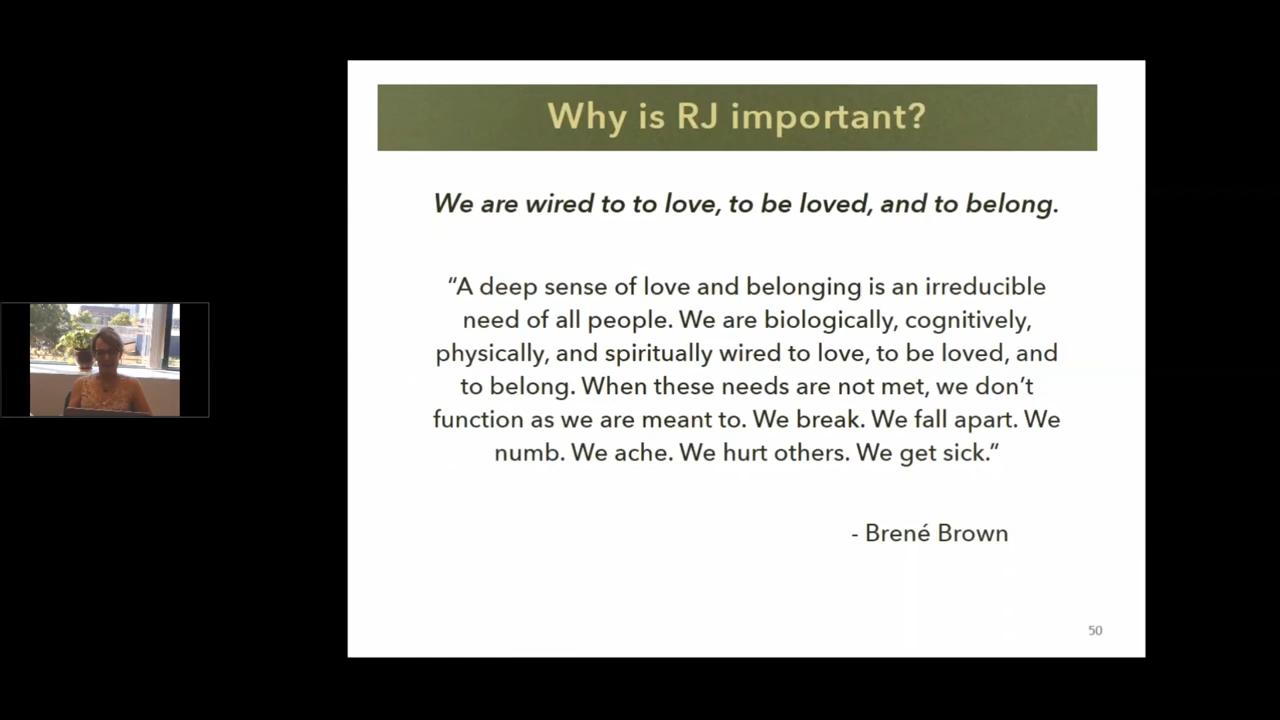 Why is RJ important?
We are wired to to love, to be loved, and to belong.
“A deep sense of love and belonging is an irreducible
need of all people. We are biologically, cognitively,
physically, and spiritually wired to love, to be loved, and
to belong. When these needs are not met, we don’t
function as we are meant to. We break. We fall apart. We
numb. We ache. We hurt others. We get sick.”
- Brené Brown
50